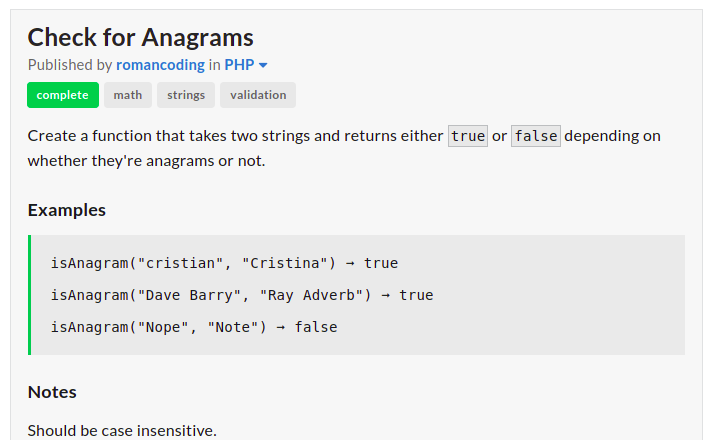 Check for Anagrams
Published by romancoding in PHP
complete math strings validation
Create a function that takes two strings and returns either true or false depending on
whether they're anagrams or not.
Examples
isAnagram("cristian", "Cristina") → true
isAnagram("Dave Barry", "Ray Adverb") → true
isAnagram("Nope", "Note") → false
Notes
Should be case insensitive.